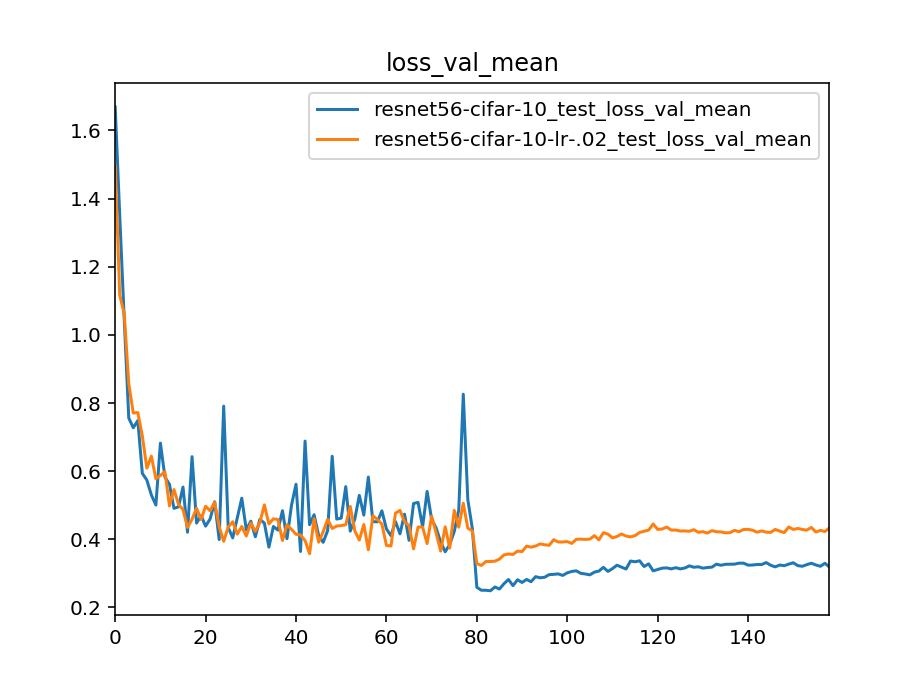 loss_val_mean
resnet56-cifar-10_test_loss_val_mean
resnet56-cifar-10-lr-.02_test_loss_val_mean
1.6
1.4
1.2
1.0
0.8
0.6
0.4
0.2
0 20 40 60 80 100 120 140